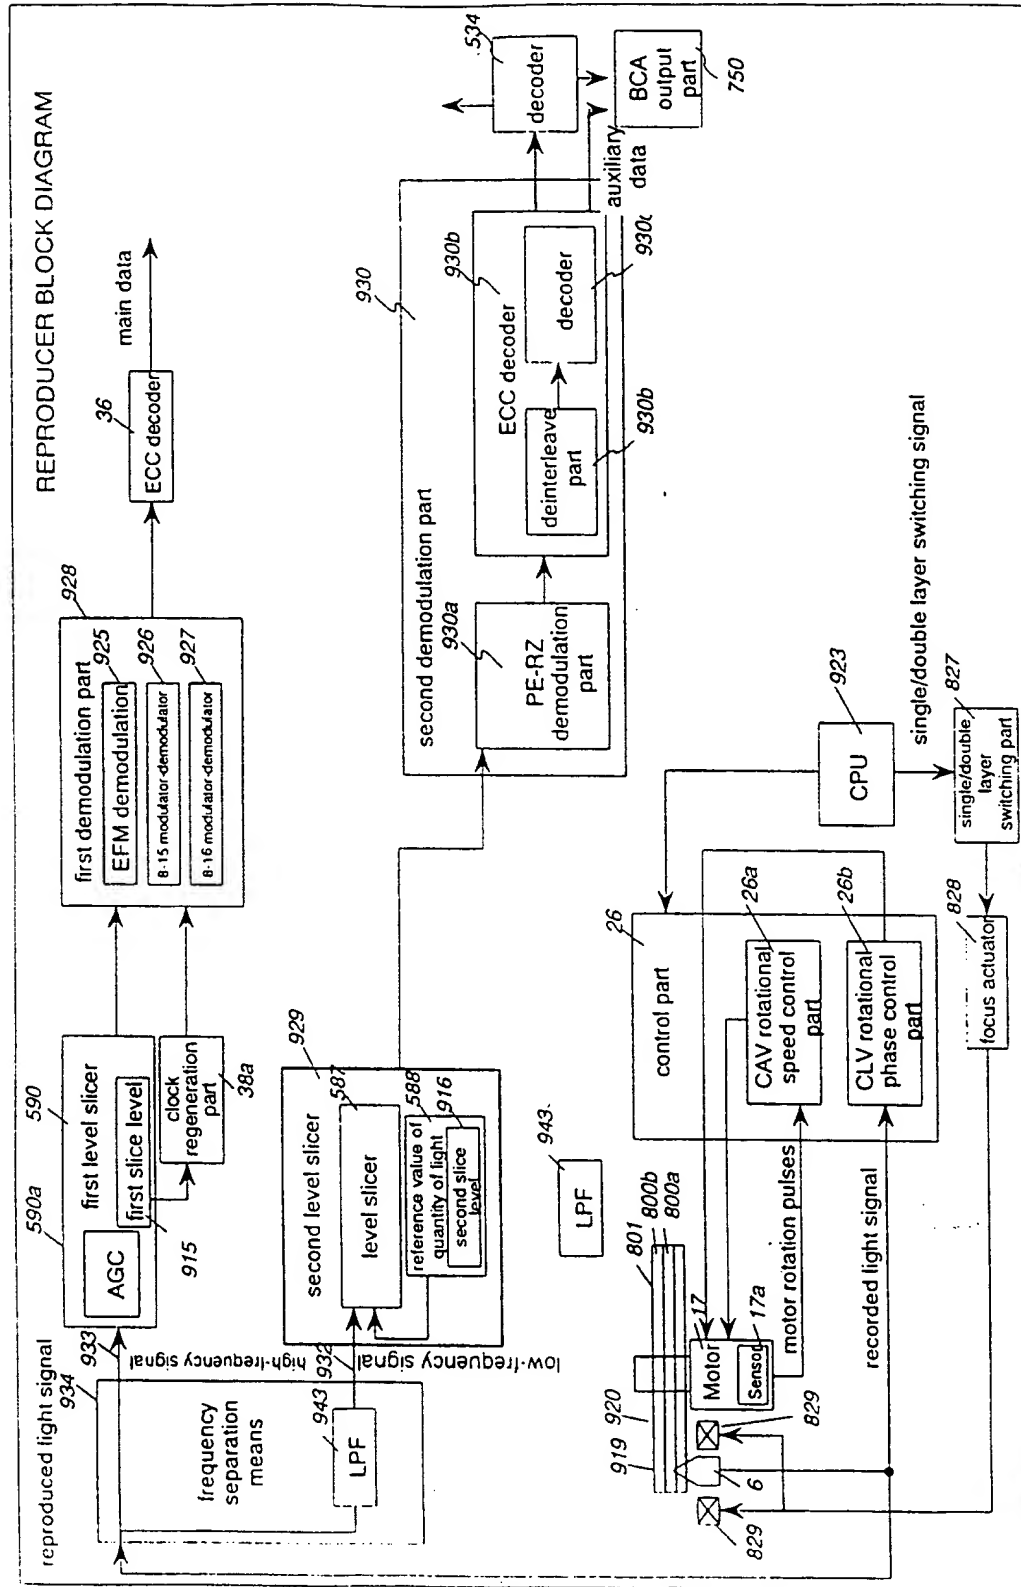 REPRODUCER BLOCK DIAGRAM
reproduced light signal
934
frequency
separation
means
943
LPF
933
high-frequency signal
932
low-frequency signal
590a
590
first level slicer
AGC
first slice level
915
clock
regeneration
part
38a
first demodulation part
928
EFM demodulation
925
8-15 modulator-demodulator
926
8-16 modulator-demodulator
927
36
ECC decoder
main data
second level slicer
929
level slicer
587
reference value of
quantity of light
588
second slice
level
916
second demodulation part
930
930a
PE-RZ
demodulation
part
ECC decoder
930b
deinterleave
part
930b
decoder
auxiliary
data
decoder
534
BCA
output
part
750
943
LPF
919
920
801
800b
800a
Motor
17
Sensor
17a
829
829
6
motor rotation pulses
recorded light signal
control part
26
CAV rotational
speed control
part
26a
CLV rotational
phase control
part
26b
CPU
923
single/double layer switching signal
single/double
layer
switching part
827
focus actuator
828